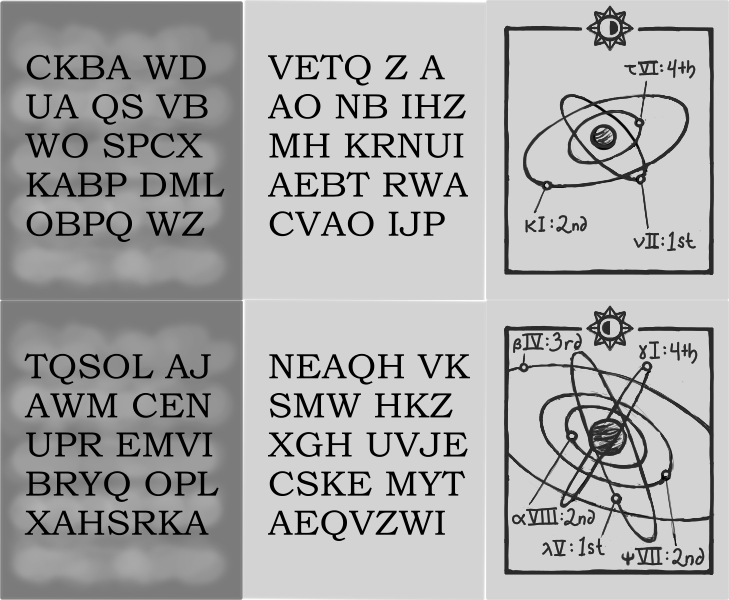 CKBA WD
UA QS VB
WO SPCX
KABP DML
OBPQ WZ
VETQ Z A
AO NB IHZ
MH KRNUI
AEBT RWA
CVAO IJP
τVI:4th
κI:2nd
νII:1st
TQSOL AJ
AWM CEN
UPR EMVI
BRYQ OPL
XAHSRKA
NEAQH VK
SMW HKZ
XGH UVJE
CSKE MYT
AEQVZWI
βIV:3rd
γI:4th
αVIII:2nd
λV:1st
ψVII:2nd